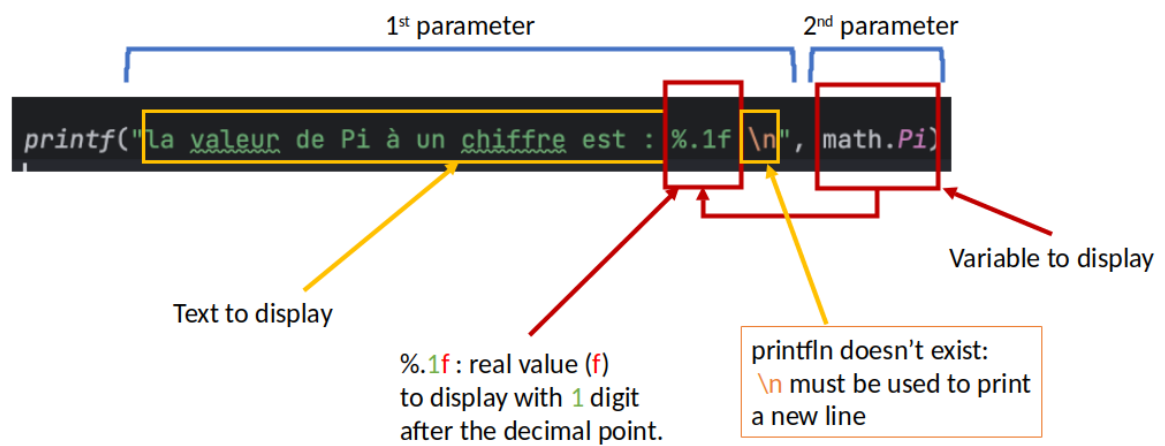 1st parameter
2nd parameter
printf("la valeur de Pi à un chiffre est : %.1f \n", math.Pi)
Variable to display
Text to display
%.1f : real value (f)
to display with 1 digit
after the decimal point.
printfln doesn’t exist:
\n must be used to print
a new line